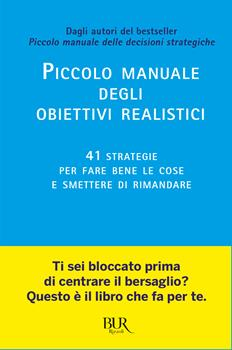 Dagli autori del bestseller
Piccolo manuale delle decisioni strategiche
PICCOLO MANUALE
DEGLI
OBIETTIVI REALISTICI
41 STRATEGIE
PER FARE BENE LE COSE
E SMETTERE DI RIMANDARE
Ti sei bloccato prima
di centrare il bersaglio?
Questo è il libro che fa per te.
BUR
Rizzoli